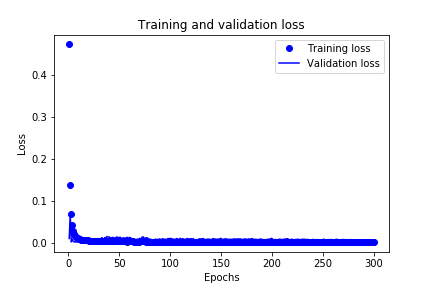 Training and validation loss
Training loss
Validation loss
Loss
0.4
0.3
0.2
0.1
0.0
0 50 100 150 200 250 300
Epochs